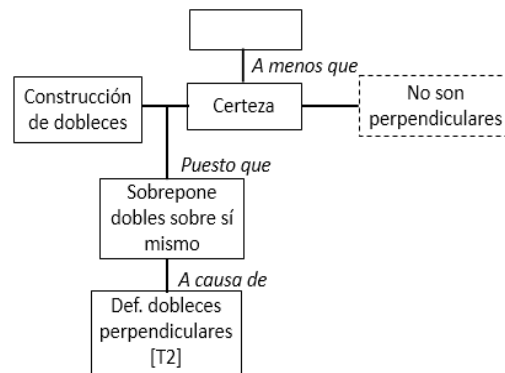 A menos que
Construcción
de dobleces
Certeza
No son
perpendiculares
Puesto que
Sobrepone
dobles sobre sí
mismo
A causa de
Def. dobleces
perpendiculares
[T2]